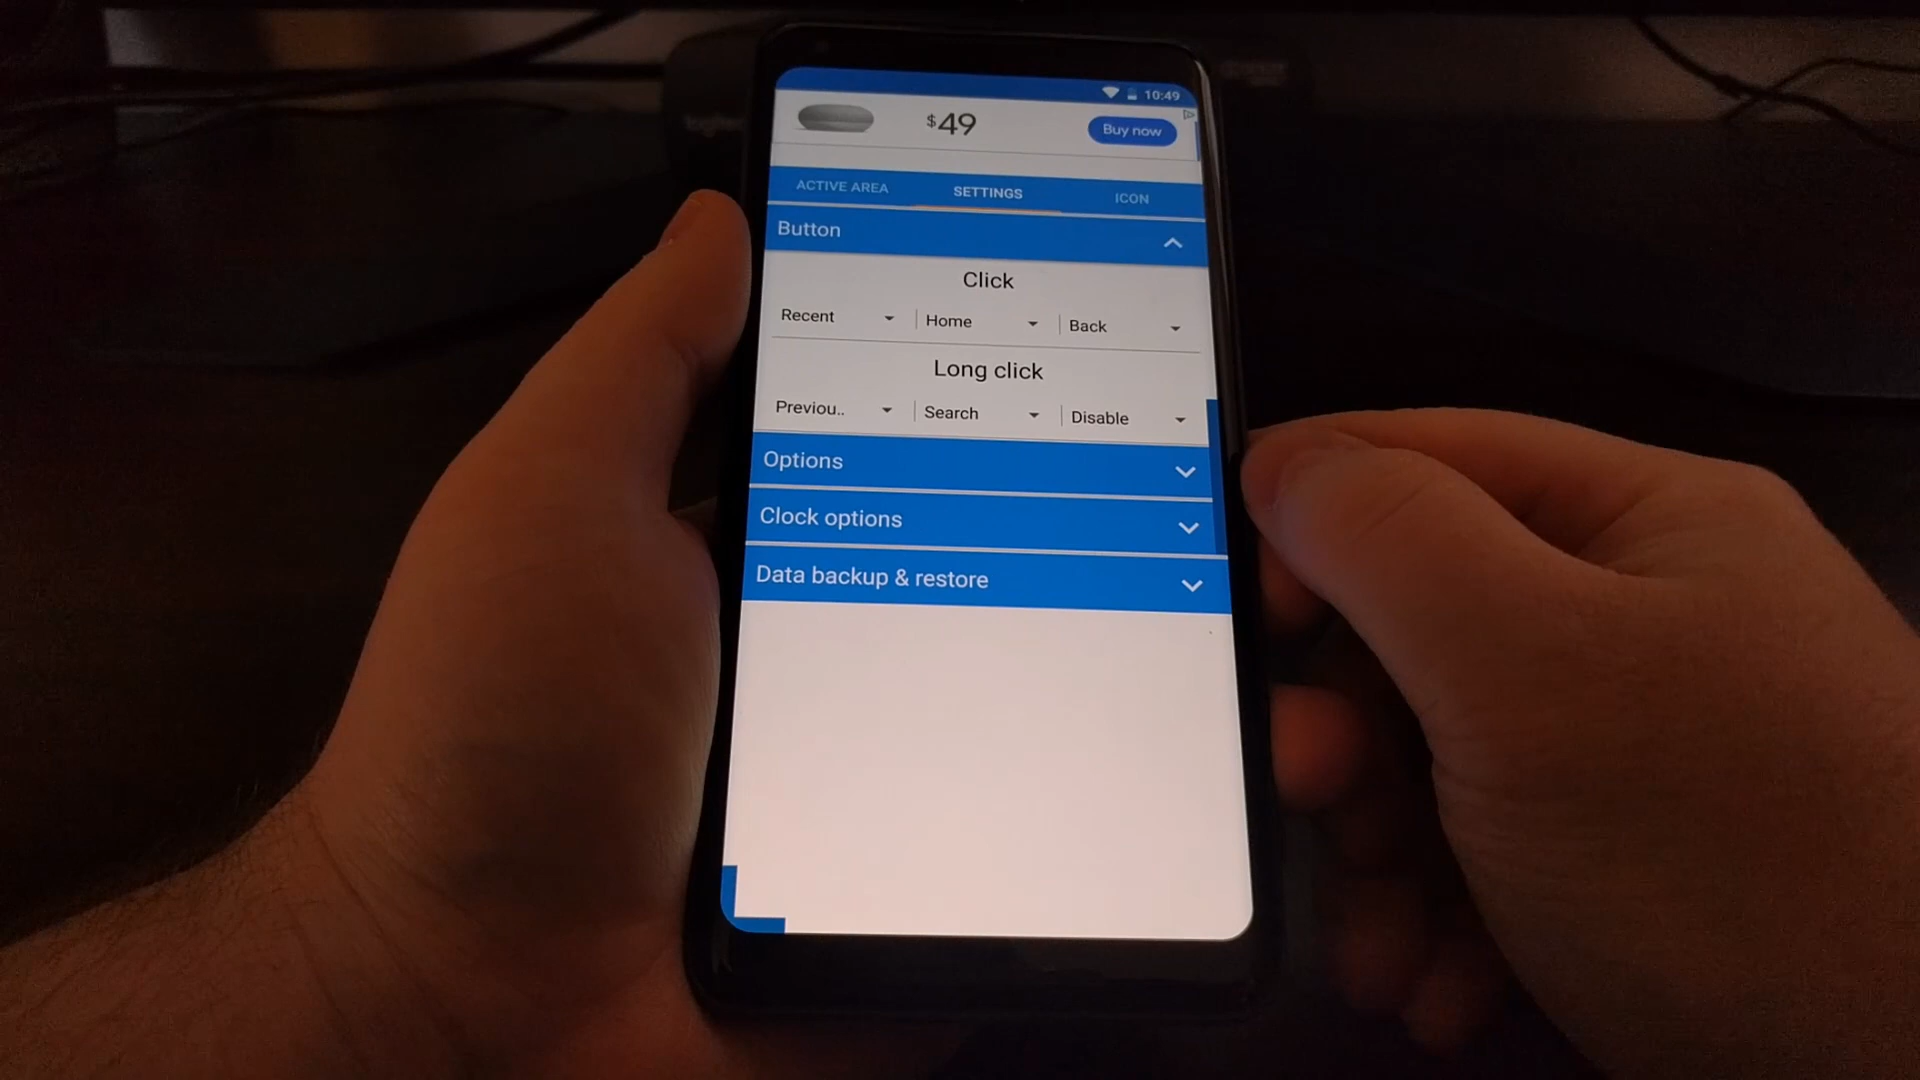 10:49
$49
Buy now
ACTIVE AREA SETTINGS ICON
Button
Click
Recent Home Back
Long click
Previou.. Search Disable
Options
Clock options
Data backup & restore